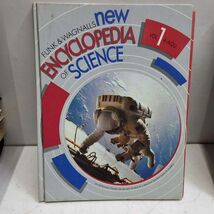 FUNK & WAGNALLS new
ENCYCLOPEDIA
OF SCIENCE
VOL 1